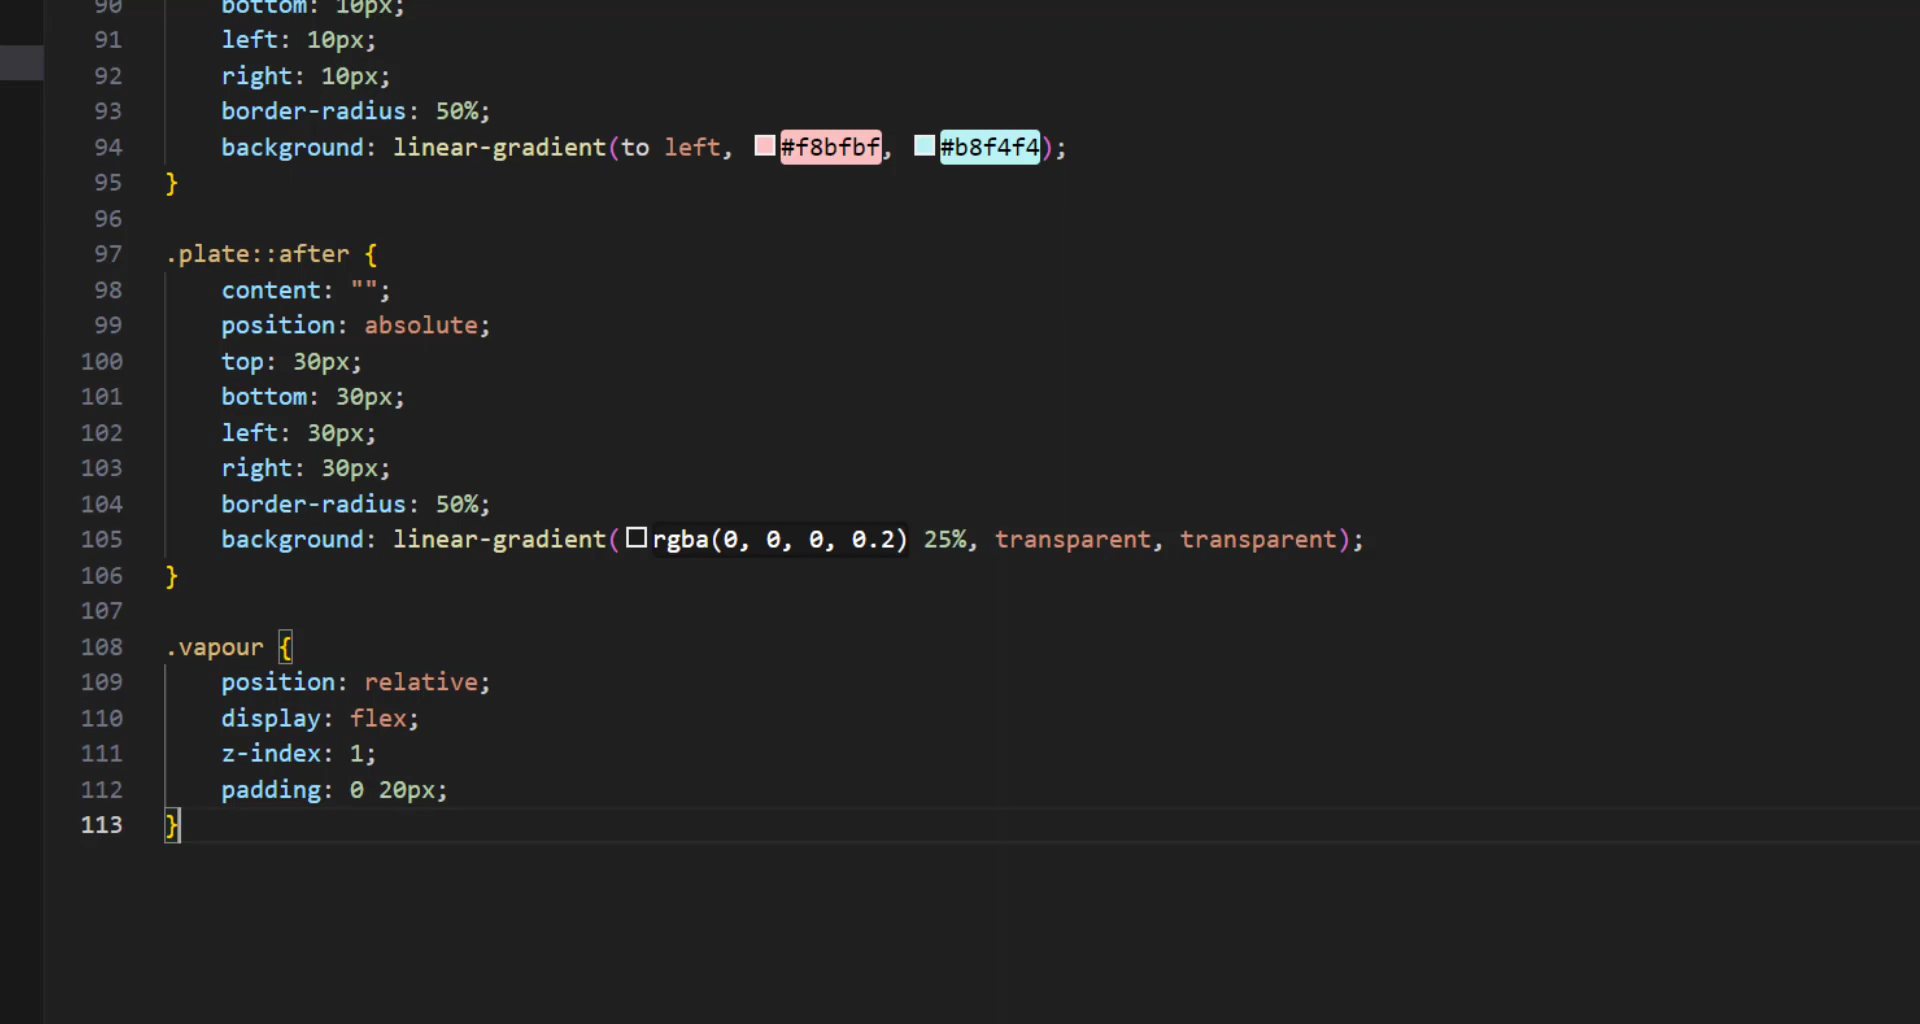 90 bottom: 10px;
91 left: 10px;
92 right: 10px;
93 border-radius: 50%;
94 background: linear-gradient(to left, #f8bfbf, #b8f4f4);
95 }
96
97 .plate::after {
98 content: "";
99 position: absolute;
100 top: 30px;
101 bottom: 30px;
102 left: 30px;
103 right: 30px;
104 border-radius: 50%;
105 background: linear-gradient(rgba(0, 0, 0, 0.2) 25%, transparent, transparent);
106 }
107
108 .vapour {
109 position: relative;
110 display: flex;
111 z-index: 1;
112 padding: 0 20px;
113 }